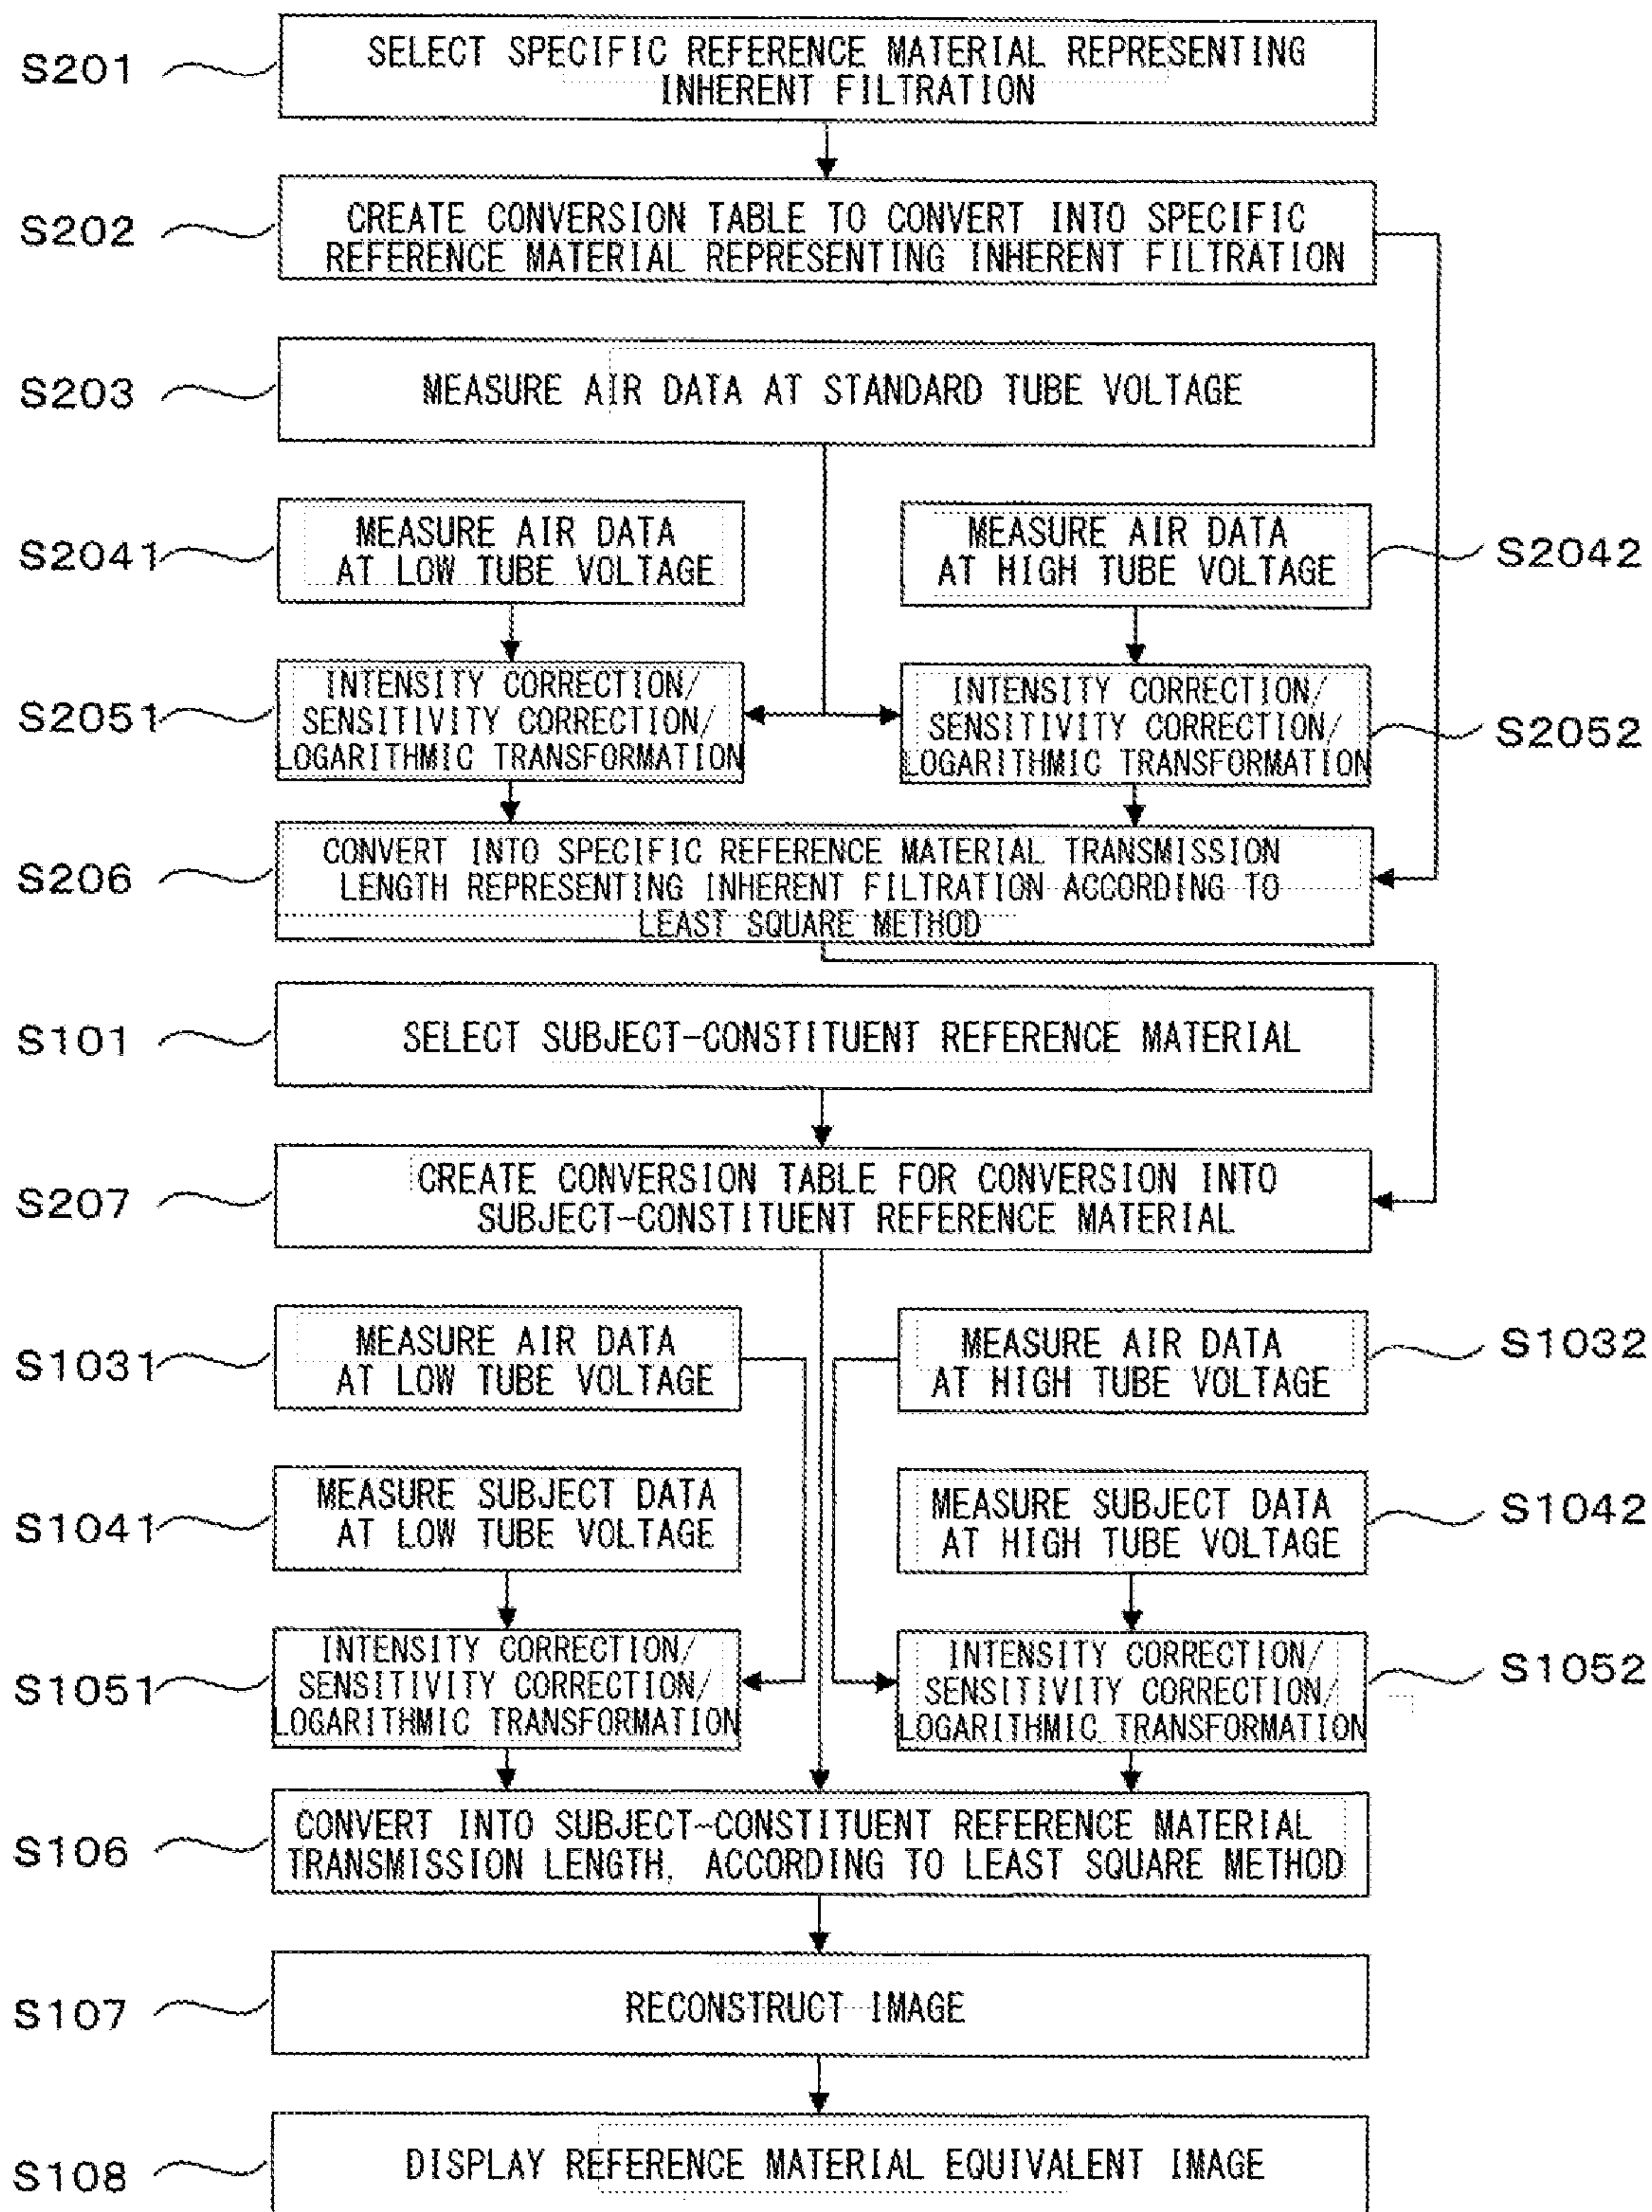 S201
SELECT SPECIFIC REFERENCE MATERIAL REPRESENTING
INHERENT FILTRATION
S202
CREATE CONVERSION TABLE TO CONVERT INTO SPECIFIC
REFERENCE MATERIAL REPRESENTING INHERENT FILTRATION
S203
MEASURE AIR DATA AT STANDARD TUBE VOLTAGE
S2041
MEASURE AIR DATA
AT LOW TUBE VOLTAGE
MEASURE AIR DATA
AT HIGH TUBE VOLTAGE
S2042
S2051
INTENSITY CORRECTION/
SENSITIVITY CORRECTION/
LOGARITHMIC TRANSFORMATION
INTENSITY CORRECTION/
SENSITIVITY CORRECTION/
LOGARITHMIC TRANSFORMATION
S2052
S206
CONVERT INTO SPECIFIC REFERENCE MATERIAL TRANSMISSION
LENGTH REPRESENTING INHERENT FILTRATION ACCORDING TO
LEAST SQUARE METHOD
S101
SELECT SUBJECT-CONSTITUENT REFERENCE MATERIAL
S207
CREATE CONVERSION TABLE FOR CONVERSION INTO
SUBJECT-CONSTITUENT REFERENCE MATERIAL
S1031
MEASURE AIR DATA
AT LOW TUBE VOLTAGE
MEASURE AIR DATA
AT HIGH TUBE VOLTAGE
S1032
S1041
MEASURE SUBJECT DATA
AT LOW TUBE VOLTAGE
MEASURE SUBJECT DATA
AT HIGH TUBE VOLTAGE
S1042
S1051
INTENSITY CORRECTION/
SENSITIVITY CORRECTION/
LOGARITHMIC TRANSFORMATION
INTENSITY CORRECTION/
SENSITIVITY CORRECTION/
LOGARITHMIC TRANSFORMATION
S1052
S106
CONVERT INTO SUBJECT-CONSTITUENT REFERENCE MATERIAL
TRANSMISSION LENGTH, ACCORDING TO LEAST SQUARE METHOD
S107
RECONSTRUCT IMAGE
S108
DISPLAY REFERENCE MATERIAL EQUIVALENT IMAGE